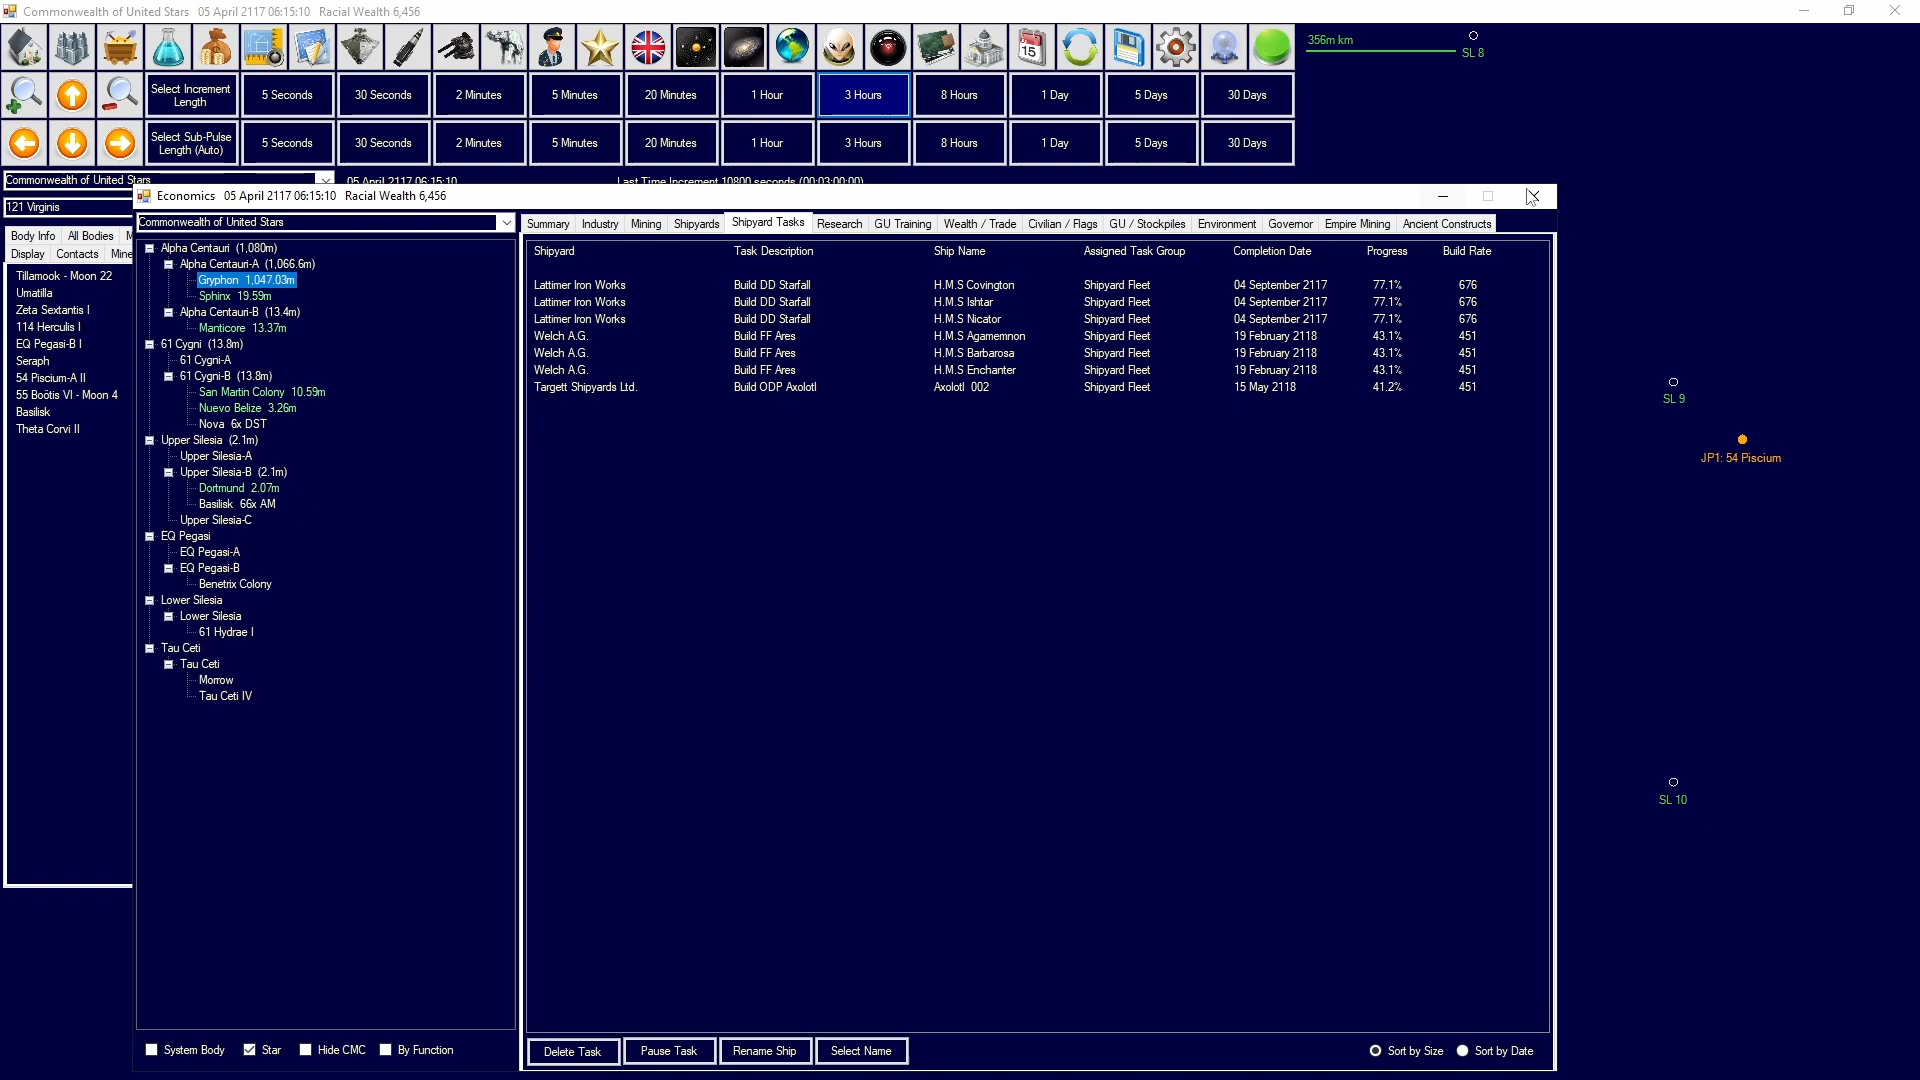 Commonwealth of United Stars 05 April 2117 06:15:10 Racial Wealth 6,456
15
356m km
SL 8
Select Increment Length
5 Seconds
30 Seconds
2 Minutes
5 Minutes
20 Minutes
1 Hour
3 Hours
8 Hours
1 Day
5 Days
30 Days
Select Sub-Pulse Length (Auto)
5 Seconds
30 Seconds
2 Minutes
5 Minutes
20 Minutes
1 Hour
3 Hours
8 Hours
1 Day
5 Days
30 Days
Commonwealth of United Stars
05 April 2117 06:15:10
Last Time Increment 10800 seconds (00:03:00:00)
121 Virginis
Body Info All Bodies M
Display Contacts Mine
Tillamook - Moon 22
Umatilla
Zeta Sextantis I
114 Herculis I
EQ Pegasi-B I
Seraph
54 Piscium-A II
55 Boötis VI - Moon 4
Basilisk
Theta Corvi II
Economics 05 April 2117 06:15:10 Racial Wealth 6,456
Commonwealth of United Stars
Alpha Centauri (1,080m)
Alpha Centauri-A (1,066.6m)
Gryphon 1,047.03m
Sphinx 19.59m
Alpha Centauri-B (13.4m)
Manticore 13.37m
61 Cygni (13.8m)
61 Cygni-A
61 Cygni-B (13.8m)
San Martin Colony 10.59m
Nuevo Belize 3.26m
Nova 6x DST
Upper Silesia (2.1m)
Upper Silesia-A
Upper Silesia-B (2.1m)
Dortmund 2.07m
Basilisk 66x AM
Upper Silesia-C
EQ Pegasi
EQ Pegasi-A
EQ Pegasi-B
Benetrix Colony
Lower Silesia
Lower Silesia
61 Hydrae I
Tau Ceti
Tau Ceti
Morrow
Tau Ceti IV
System Body Star Hide CMC By Function
Summary Industry Mining Shipyards Shipyard Tasks Research GU Training Wealth / Trade Civilian / Flags GU / Stockpiles Environment Governor Empire Mining Ancient Constructs
Shipyard Task Description Ship Name Assigned Task Group Completion Date Progress Build Rate
Lattimer Iron Works Build DD Starfall H.M.S Covington Shipyard Fleet 04 September 2117 77.1% 676
Lattimer Iron Works Build DD Starfall H.M.S Ishtar Shipyard Fleet 04 September 2117 77.1% 676
Lattimer Iron Works Build DD Starfall H.M.S Nicator Shipyard Fleet 04 September 2117 77.1% 676
Welch A.G. Build FF Ares H.M.S Agamemnon Shipyard Fleet 19 February 2118 43.1% 451
Welch A.G. Build FF Ares H.M.S Barbarosa Shipyard Fleet 19 February 2118 43.1% 451
Welch A.G. Build FF Ares H.M.S Enchanter Shipyard Fleet 19 February 2118 43.1% 451
Targett Shipyards Ltd. Build ODP Axolotl Axolotl 002 Shipyard Fleet 15 May 2118 41.2% 451
Delete Task Pause Task Rename Ship Select Name Sort by Size Sort by Date
SL 9
JP1: 54 Piscium
SL 10